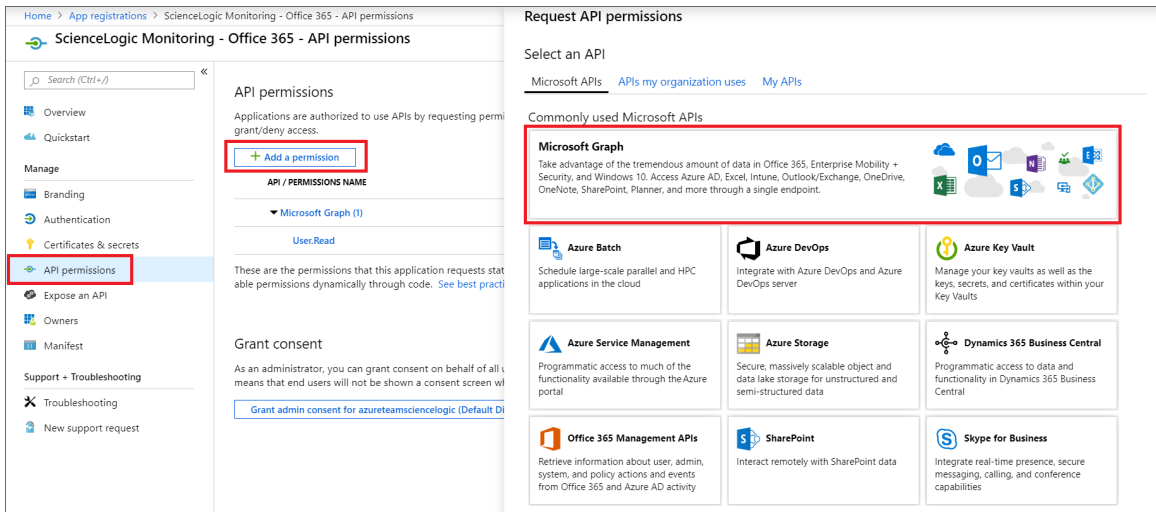 Home > App registrations > ScienceLogic Monitoring - Office 365 - API permissions
ScienceLogic Monitoring - Office 365 - API permissions
Search (Ctrl+/)
«
Overview
Quickstart
Manage
Branding
Authentication
Certificates & secrets
API permissions
Expose an API
Owners
Manifest
Support + Troubleshooting
Troubleshooting
New support request
API permissions
Applications are authorized to use APIs by requesting permi
grant/deny access.
+ Add a permission
API / PERMISSIONS NAME
Microsoft Graph (1)
User.Read
These are the permissions that this application requests stat
able permissions dynamically through code. See best practi
Grant consent
As an administrator, you can grant consent on behalf of all u
means that end users will not be shown a consent screen wh
Grant admin consent for azureteamsciencelogic (Default Di
Request API permissions
Select an API
Microsoft APIs APIs my organization uses My APIs
Commonly used Microsoft APIs
Microsoft Graph
Take advantage of the tremendous amount of data in Office 365, Enterprise Mobility +
Security, and Windows 10. Access Azure AD, Excel, Intune, Outlook/Exchange, OneDrive,
OneNote, SharePoint, Planner, and more through a single endpoint.
Azure Batch
Schedule large-scale parallel and HPC
applications in the cloud
Azure DevOps
Integrate with Azure DevOps and Azure
DevOps server
Azure Key Vault
Manage your key vaults as well as the
keys, secrets, and certificates within your
Key Vaults
Azure Service Management
Programmatic access to much of the
functionality available through the Azure
portal
Azure Storage
Secure, massively scalable object and
data lake storage for unstructured and
semi-structured data
Dynamics 365 Business Central
Programmatic access to data and
functionality in Dynamics 365 Business
Central
Office 365 Management APIs
Retrieve information about user, admin,
system, and policy actions and events
from Office 365 and Azure AD activity
SharePoint
Interact remotely with SharePoint data
Skype for Business
Integrate real-time presence, secure
messaging, calling, and conference
capabilities